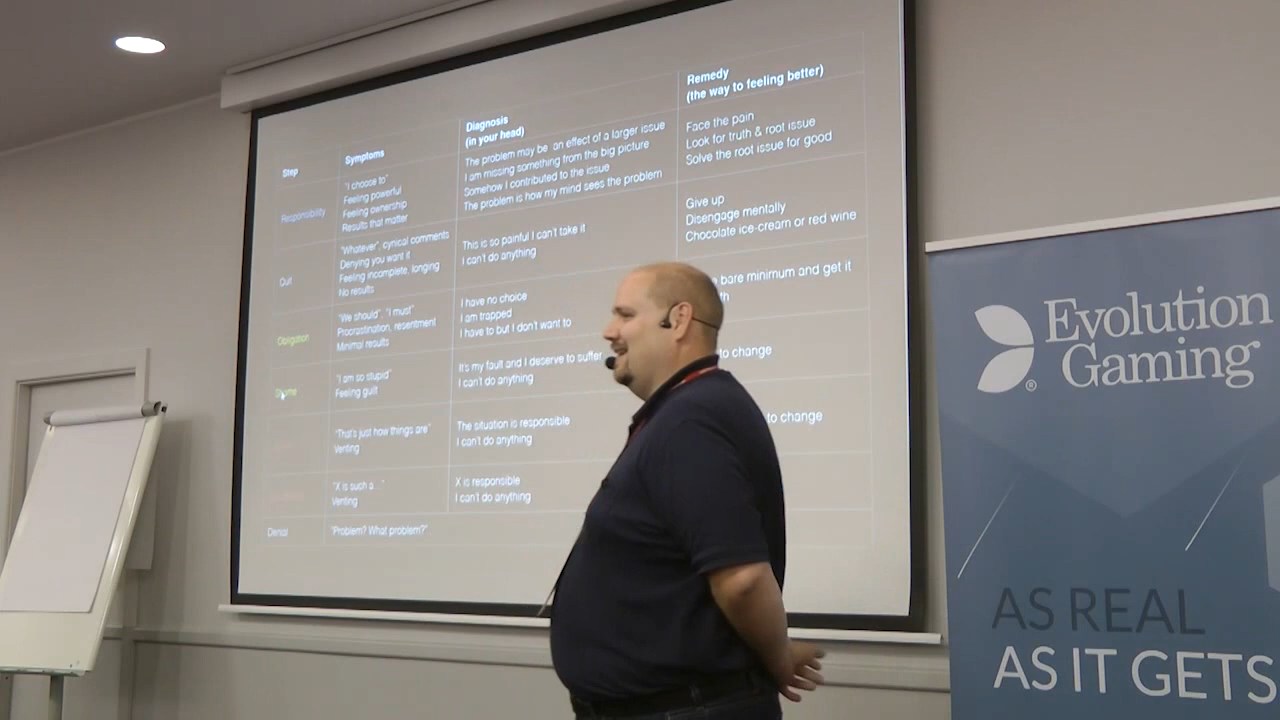 Step
Symptoms
Diagnosis
(in your head)
Remedy
(the way to feeling better)
Responsibility
"I choose to"
Feeling powerful
Feeling ownership
Results that matter
The problem may be an effect of a larger issue
I am missing something from the big picture
Somehow I contributed to the issue
The problem is how my mind sees the problem
Face the pain
Look for truth & root issue
Solve the root issue for good
Quit
"Whatever", cynical comments
Denying you want it
Feeling incomplete, longing
No results
This is so painful I can't take it
I can't do anything
Give up
Disengage mentally
Chocolate ice-cream or red wine
Obligation
"We should", "I must"
Procrastination, resentment
Minimal results
I have no choice
I am trapped
I have to but I don't want to
bare minimum and get it
"I am so stupid"
Feeling guilt
It's my fault and I deserve to suffer
I can't do anything
to change
"That's just how things are"
Venting
The situation is responsible
I can't do anything
to change
"X is such a..."
Venting
X is responsible
I can't do anything
Denial
"Problem? What problem?"
Evolution
Gaming
®
AS REAL
AS IT GETS